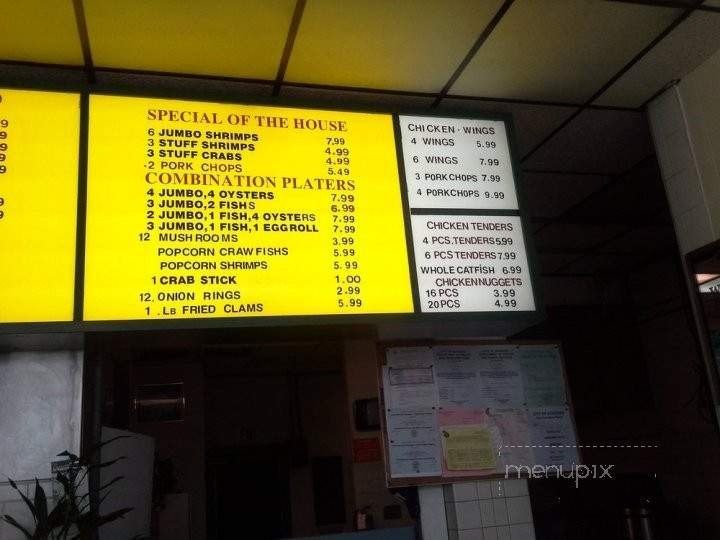 SPECIAL OF THE HOUSE
6 JUMBO SHRIMPS 7.99
3 STUFF SHRIMPS 4.99
3 STUFF CRABS 4.99
2 PORK CHOPS 5.49
COMBINATION PLATERS
4 JUMBO,4 OYSTERS 7.99
3 JUMBO,2 FISHS 6.99
2 JUMBO,1 FISH,4 OYSTERS 7.99
3 JUMBO,1 FISH,1 EGGROLL 7.99
12 MUSHROOMS 3.99
POPCORN CRAWFISHS 5.99
POPCORN SHRIMPS 5.99
1 CRAB STICK 1.00
12. ONION RINGS 2.99
1 .LB FRIED CLAMS 5.99
CHICKEN - WINGS
4 WINGS 5.99
6 WINGS 7.99
3 PORKCHOPS 7.99
4 PORKCHOPS 9.99
CHICKEN TENDERS
4 PCS.TENDERS 5.99
6 PCS TENDERS 7.99
WHOLE CATFISH 6.99
CHICKEN NUGGETS
16 PCS 3.99
20 PCS 4.99
menupix